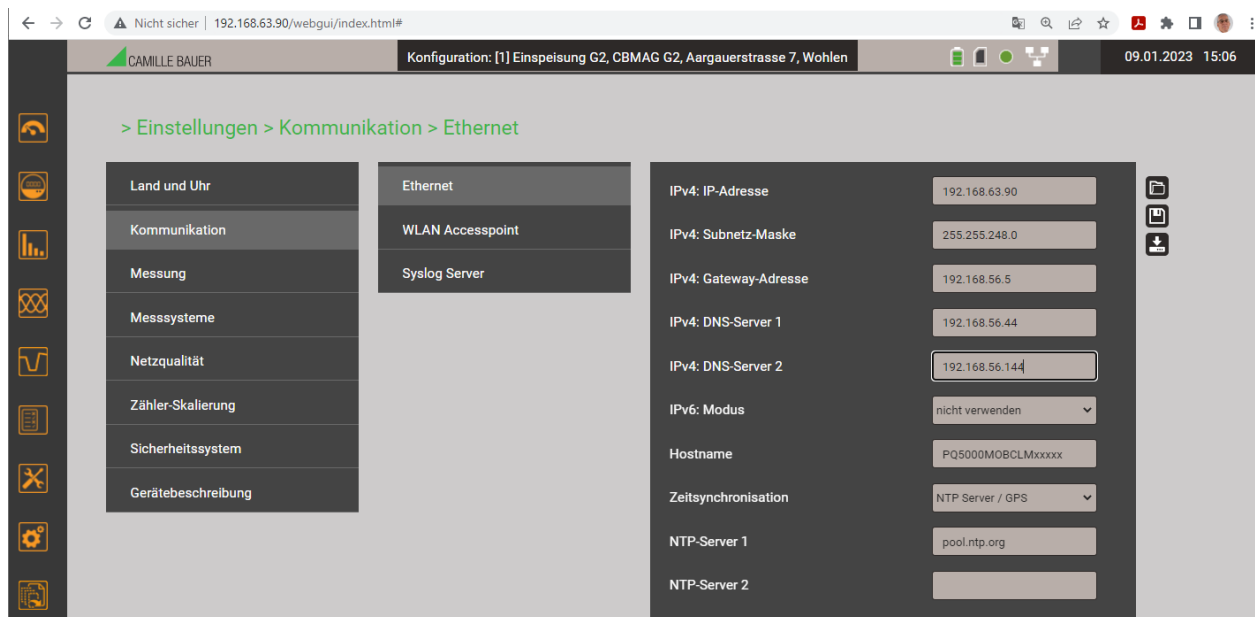 Nicht sicher | 192.168.63.90/webgui/index.html#
CAMILLE BAUER
Konfiguration: [1] Einspeisung G2, CBMAG G2, Aargauerstrasse 7, Wohlen
09.01.2023 15:06
> Einstellungen > Kommunikation > Ethernet
Land und Uhr
Kommunikation
Messung
Messsysteme
Netzqualität
Zähler-Skalierung
Sicherheitssystem
Gerätebeschreibung
Ethernet
WLAN Accesspoint
Syslog Server
IPv4: IP-Adresse 192.168.63.90
IPv4: Subnetz-Maske 255.255.248.0
IPv4: Gateway-Adresse 192.168.56.5
IPv4: DNS-Server 1 192.168.56.44
IPv4: DNS-Server 2 192.168.56.144
IPv6: Modus nicht verwenden
Hostname PQ5000MOBCLMxxxxx
Zeitsynchronisation NTP Server / GPS
NTP-Server 1 pool.ntp.org
NTP-Server 2